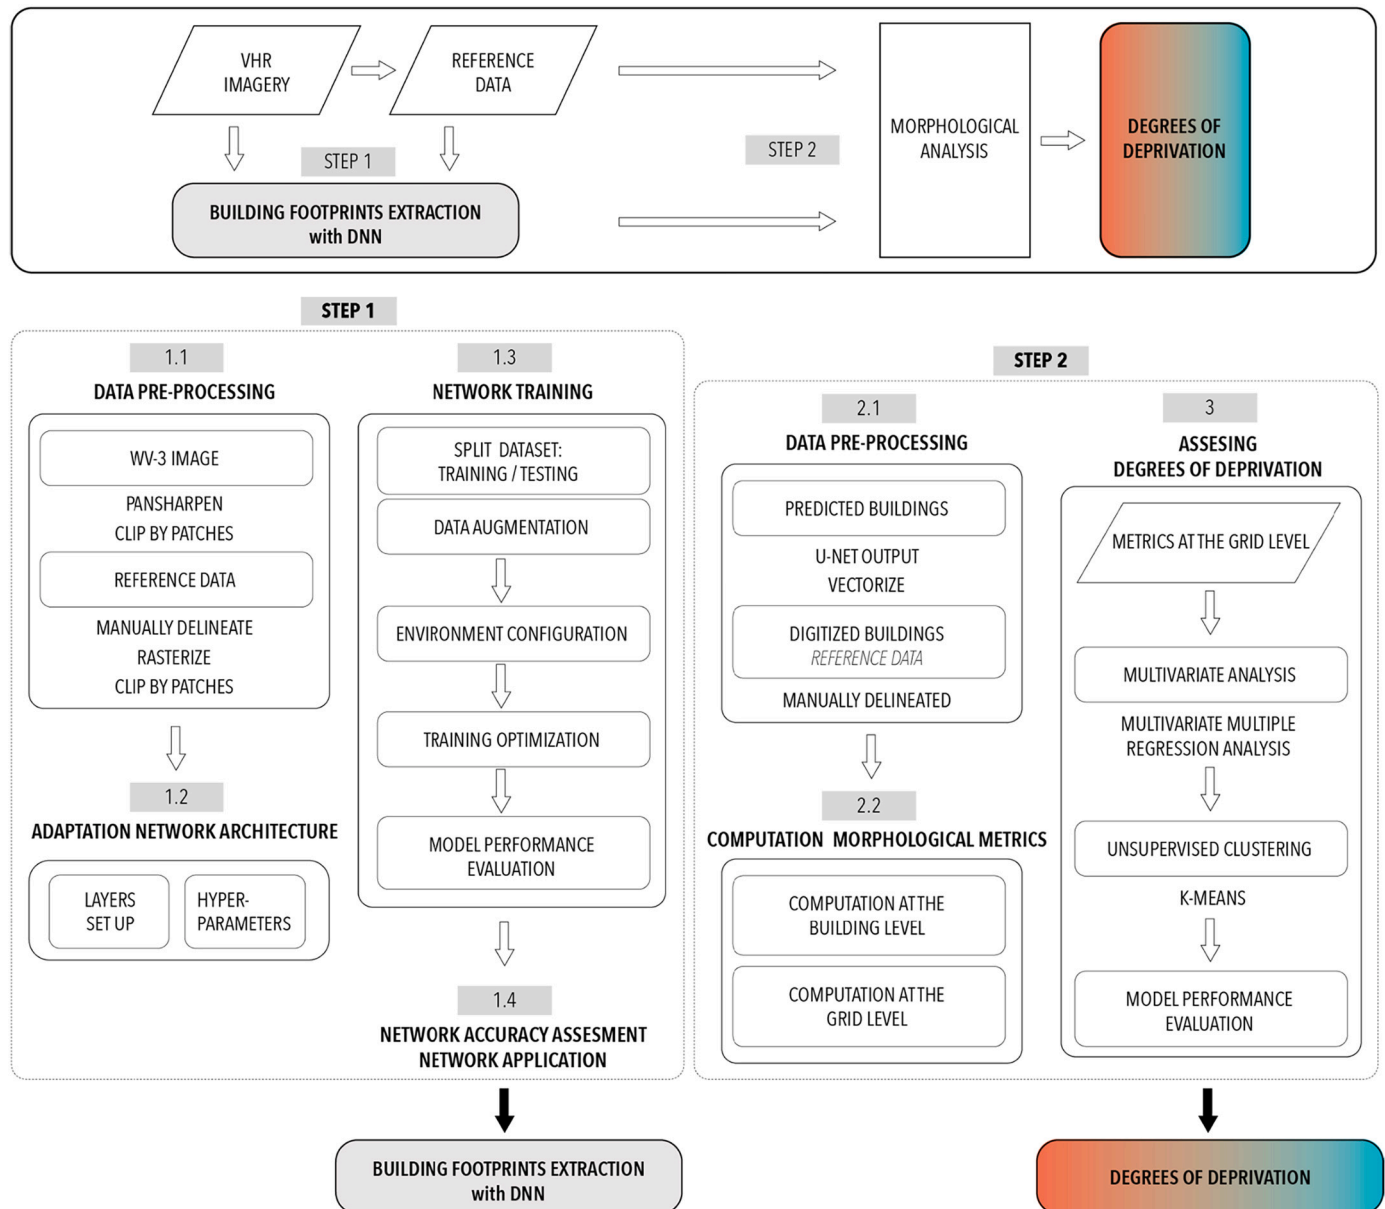 VHR
IMAGERY
REFERENCE
DATA
STEP 1
BUILDING FOOTPRINTS EXTRACTION
with DNN
STEP 2
MORPHOLOGICAL
ANALYSIS
DEGREES OF
DEPRIVATION
STEP 1
1.1
DATA PRE-PROCESSING
WV-3 IMAGE
PANSHARPEN
CLIP BY PATCHES
REFERENCE DATA
MANUALLY DELINEATE
RASTERIZE
CLIP BY PATCHES
1.2
ADAPTATION NETWORK ARCHITECTURE
LAYERS
SET UP
HYPER-
PARAMETERS
1.3
NETWORK TRAINING
SPLIT DATASET:
TRAINING / TESTING
DATA AUGMENTATION
ENVIRONMENT CONFIGURATION
TRAINING OPTIMIZATION
MODEL PERFORMANCE
EVALUATION
1.4
NETWORK ACCURACY ASSESMENT
NETWORK APPLICATION
BUILDING FOOTPRINTS EXTRACTION
with DNN
STEP 2
2.1
DATA PRE-PROCESSING
PREDICTED BUILDINGS
U-NET OUTPUT
VECTORIZE
DIGITIZED BUILDINGS
REFERENCE DATA
MANUALLY DELINEATED
2.2
COMPUTATION MORPHOLOGICAL METRICS
COMPUTATION AT THE
BUILDING LEVEL
COMPUTATION AT THE
GRID LEVEL
3
ASSESING
DEGREES OF DEPRIVATION
METRICS AT THE GRID LEVEL
MULTIVARIATE ANALYSIS
MULTIVARIATE MULTIPLE
REGRESSION ANALYSIS
UNSUPERVISED CLUSTERING
K-MEANS
MODEL PERFORMANCE
EVALUATION
DEGREES OF DEPRIVATION